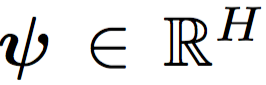 𝝍 ∈ ℝ^H